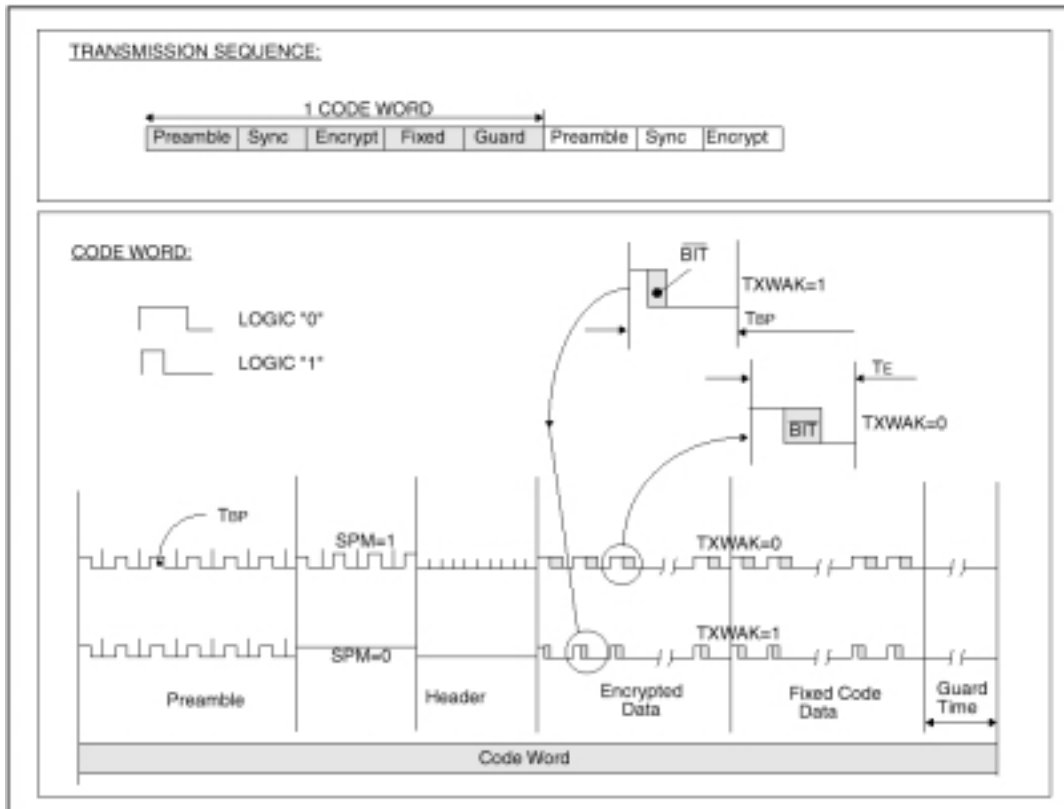 TRANSMISSION SEQUENCE:
1 CODE WORD
Preamble Sync Encrypt Fixed Guard Preamble Sync Encrypt
CODE WORD:
LOGIC "0"
LOGIC "1"
BIT
TXWAK=1
TBP
TE
BIT
TXWAK=0
TBP
SPM=1
TXWAK=0
SPM=0
TXWAK=1
Preamble
Header
Encrypted
Data
Fixed Code
Data
Guard
Time
Code Word